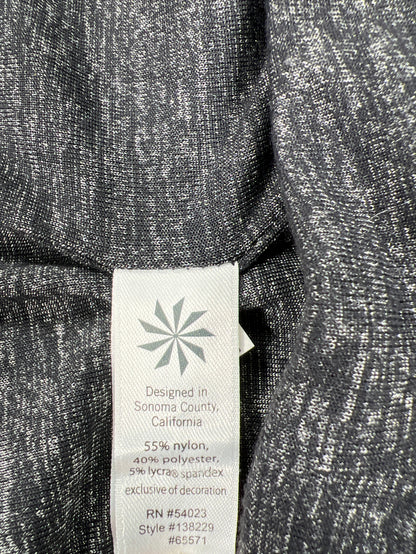 Designed in
Sonoma County,
California
55% nylon,
40% polyester,
5% lycra® spandex
exclusive of decoration
RN #54023
Style #138229
#65571